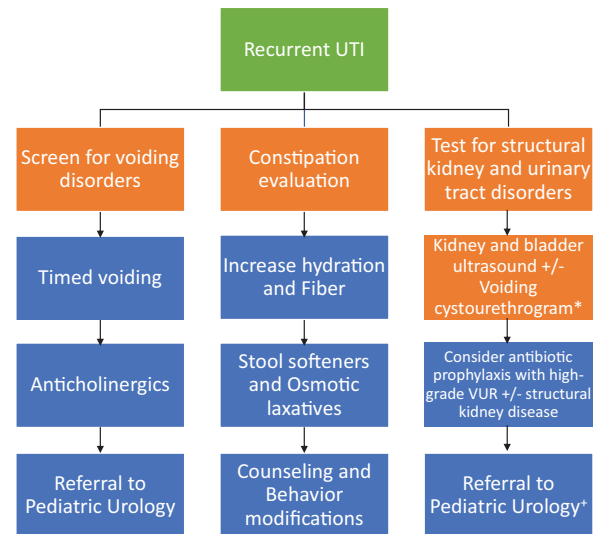 Recurrent UTI
Screen for voiding
disorders
Constipation
evaluation
Test for structural
kidney and urinary
tract disorders
Timed voiding
Increase hydration
and Fiber
Kidney and bladder
ultrasound +/-
Voiding
cystourethrogram*
Anticholinergics
Stool softeners
and Osmotic
laxatives
Consider antibiotic
prophylaxis with high-
grade VUR +/- structural
kidney disease
Referral to
Pediatric Urology
Counseling and
Behavior
modifications
Referral to
Pediatric Urology⁺